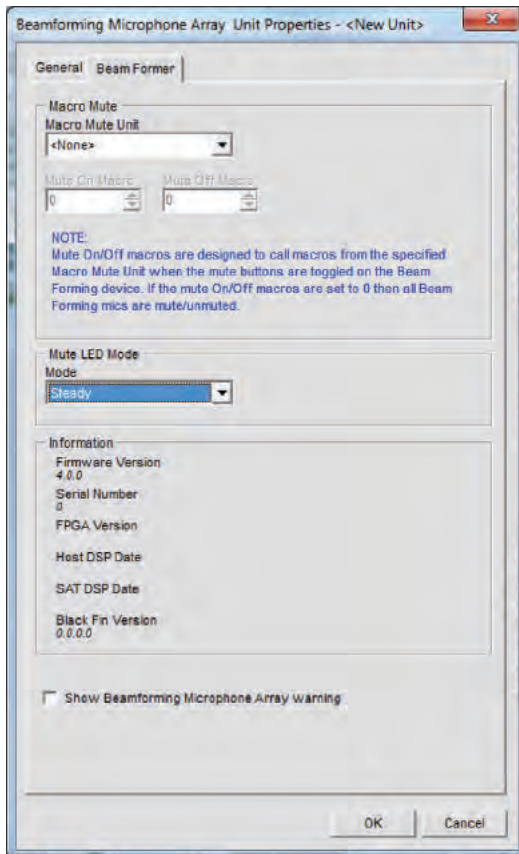 Beamforming Microphone Array Unit Properties - <New Unit>
General Beam Former
Macro Mute
Macro Mute Unit
<None>
Mute On Macro Mute Off Macro
0 0
NOTE:
Mute On/Off macros are designed to call macros from the specified
Macro Mute Unit when the mute buttons are toggled on the Beam
Forming device. If the mute On/Off macros are set to 0 then all Beam
Forming mics are mute/unmuted.
Mute LED Mode
Mode
Steady
Information
Firmware Version
4.0.0
Serial Number
0
FPGA Version
Host DSP Date
SAT DSP Date
Black Fin Version
0.0.0.0
Show Beamforming Microphone Array warning
OK Cancel